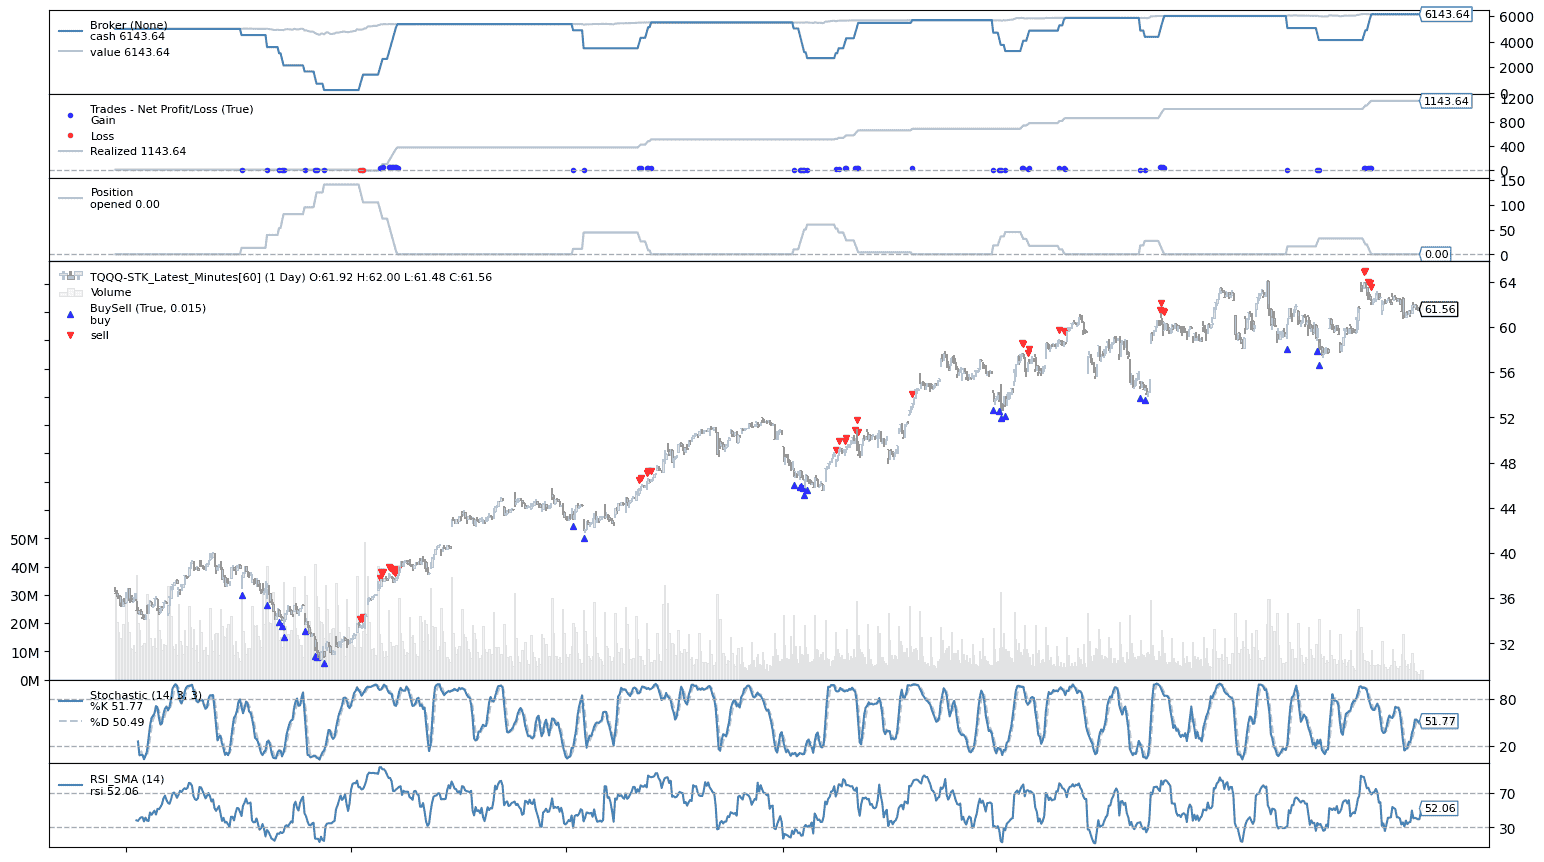 Broker (None)
cash 6143.64
value 6143.64
6143.64
6000
4000
2000
0
Trades - Net Profit/Loss (True)
Gain
Loss
Realized 1143.64
1143.64
1200
800
400
0
Position
opened 0.00
150
100
50
0
0.00
TQQQ-STK_Latest_Minutes[60] (1 Day) O:61.92 H:62.00 L:61.48 C:61.56
Volume
BuySell (True, 0.015)
buy
sell
64
61.56
60
56
52
48
44
40
36
32
50M
40M
30M
20M
10M
0M
Stochastic (14, 3, 3)
%K 51.77
%D 50.49
80
51.77
20
RSI_SMA (14)
rsi 52.06
70
52.06
30